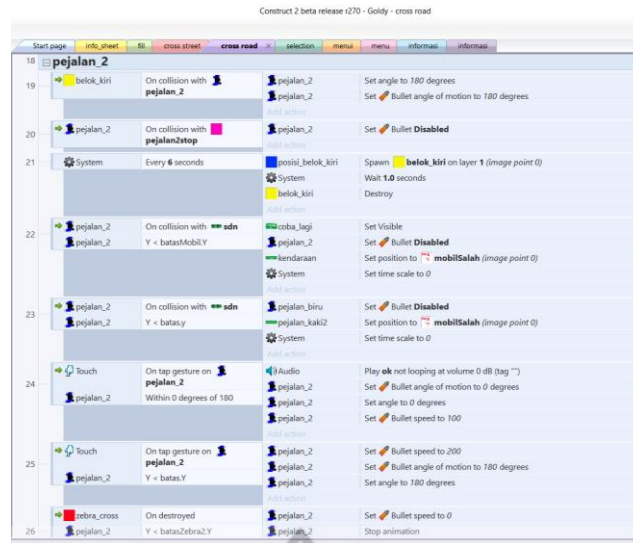 Construct 2 beta release r270 - Goldy - cross road
Start page info_sheet fill cross street cross road × selection menui menu informasi informasi
18 pejalan_2
19 belok_kiri On collision with pejalan_2 pejalan_2 Set angle to 180 degrees
pejalan_2 Set Bullet angle of motion to 180 degrees
Add action
20 pejalan_2 On collision with pejalan2stop pejalan_2 Set Bullet Disabled
Add action
21 System Every 6 seconds posisi_belok_kiri Spawn belok_kiri on layer 1 (image point 0)
System Wait 1.0 seconds
belok_kiri Destroy
Add action
22 pejalan_2 On collision with sdn coba_lagi Set Visible
pejalan_2 Y < batasMobil.Y pejalan_2 Set Bullet Disabled
kendaraan Set position to mobilSalah (image point 0)
System Set time scale to 0
Add action
23 pejalan_2 On collision with sdn pejalan_biru Set Bullet Disabled
pejalan_2 Y < batas.y pejalan_kaki2 Set position to mobilSalah (image point 0)
System Set time scale to 0
Add action
24 Touch On tap gesture on pejalan_2 Audio Play ok not looping at volume 0 dB (tag "")
pejalan_2 Within 0 degrees of 180 pejalan_2 Set Bullet angle of motion to 0 degrees
pejalan_2 Set angle to 0 degrees
pejalan_2 Set Bullet speed to 100
Add action
25 Touch On tap gesture on pejalan_2 pejalan_2 Set Bullet speed to 200
pejalan_2 Y < batas.Y pejalan_2 Set Bullet angle of motion to 180 degrees
pejalan_2 Set angle to 180 degrees
Add action
zebra_cross On destroyed pejalan_2 Set Bullet speed to 0
26 pejalan_2 Y < batasZebra2.Y pejalan_2 Stop animation